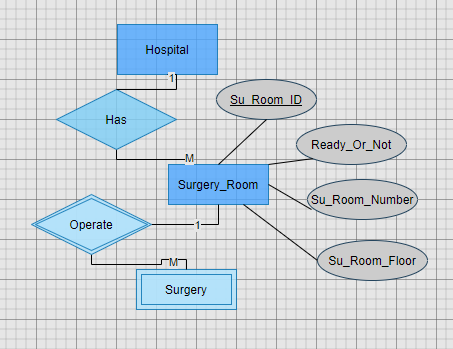 Hospital
1
Su_Room_ID
Has
Ready_Or_Not
M
Surgery_Room
Su_Room_Number
Operate
1
Su_Room_Floor
M
Surgery